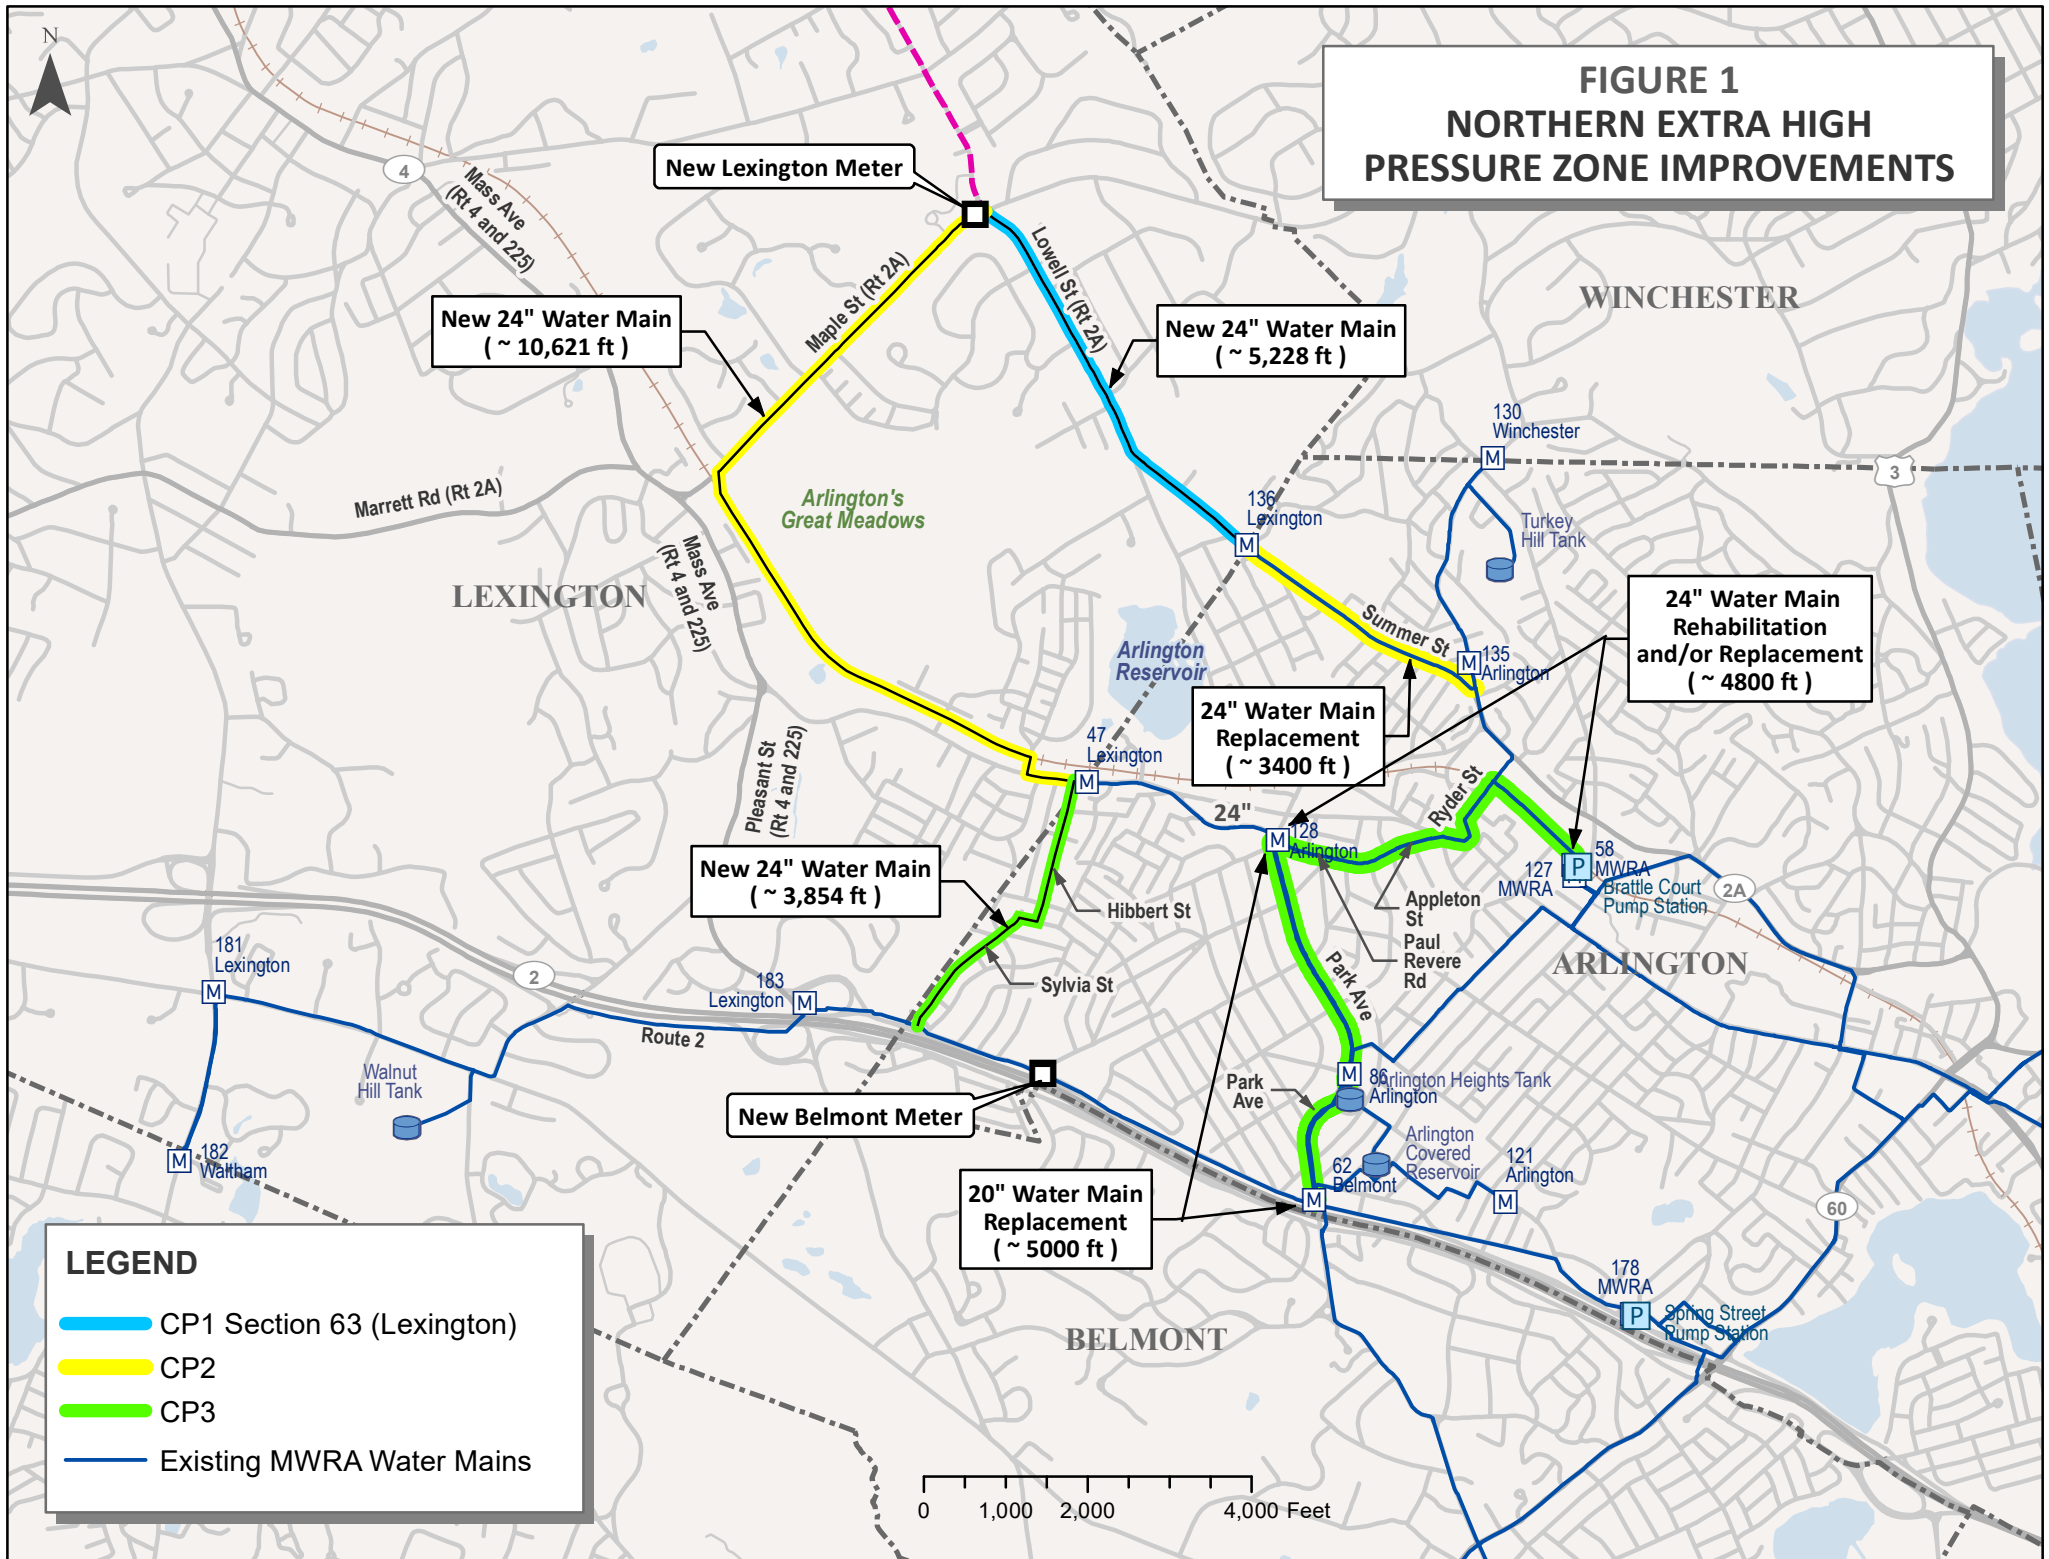 N
FIGURE 1
NORTHERN EXTRA HIGH
PRESSURE ZONE IMPROVEMENTS
New Lexington Meter
4
Mass Ave
(Rt 4 and 225)
Maple St (Rt 2A)
Lowell St (Rt 2A)
WINCHESTER
New 24" Water Main
( ~ 10,621 ft )
New 24" Water Main
( ~ 5,228 ft )
130
Winchester
3
Marrett Rd (Rt 2A)
Arlington's
Great Meadows
136
Lexington
Turkey
Hill Tank
Mass Ave
(Rt 4 and 225)
LEXINGTON
24" Water Main
Rehabilitation
and/or Replacement
( ~ 4800 ft )
Summer St
Arlington
Reservoir
135
Arlington
24" Water Main
Replacement
( ~ 3400 ft )
47
Lexington
Pleasant St
(Rt 4 and 225)
24"
Ryder St
128
Arlington
58
MWRA
127
MWRA
Brattle Court
Pump Station
P
2A
New 24" Water Main
( ~ 3,854 ft )
Hibbert St
Appleton
St
Paul
Revere
Rd
ARLINGTON
181
Lexington
2
183
Lexington
Sylvia St
Park Ave
Route 2
Walnut
Hill Tank
Park
Ave
86
Arlington
Arlington Heights Tank
New Belmont Meter
182
Waltham
Arlington
Covered
Reservoir
121
Arlington
62
Belmont
60
20" Water Main
Replacement
( ~ 5000 ft )
178
MWRA
P
Spring Street
Pump Station
BELMONT
LEGEND
CP1 Section 63 (Lexington)
CP2
CP3
Existing MWRA Water Mains
0 1,000 2,000 4,000 Feet
M
M
M
M
M
M
M
M
M
M
M
M